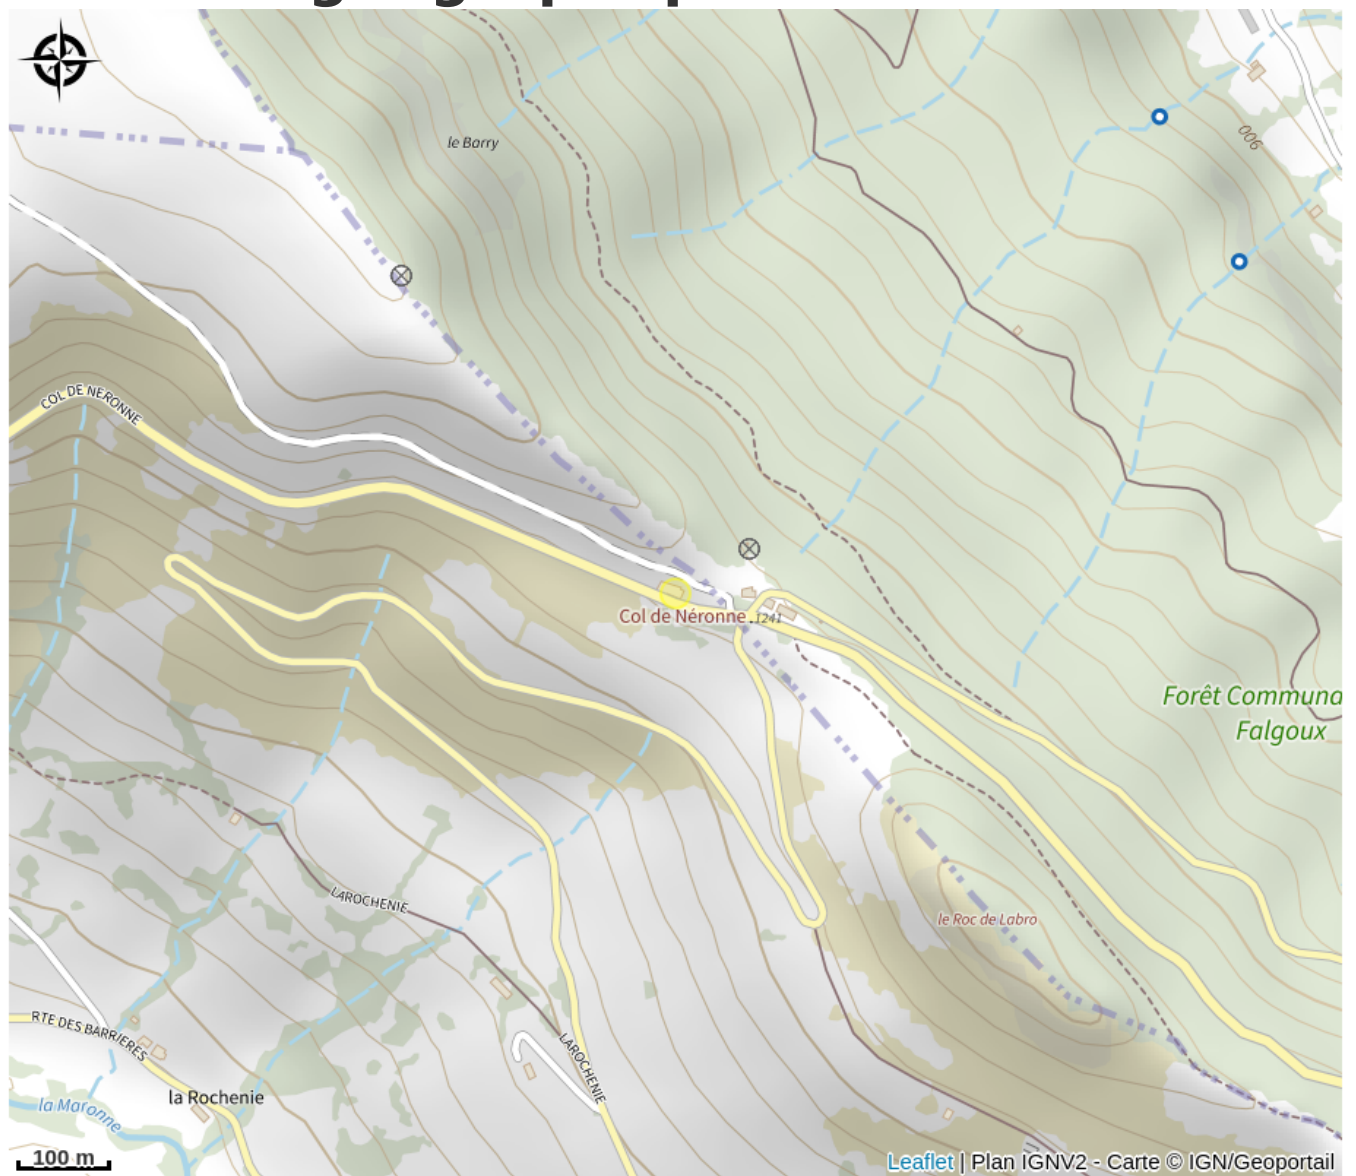 le Barry
900
COL DE NERONNE
Col de Néronne
1241
Forêt Communa
Falgoux
le Roc de Labro
LAROCHENIE
LAROCHENIE
RTE DES BARRIERES
la Rochenie
la Maronne
100 m
Leaflet | Plan IGNV2 - Carte © IGN/Geoportail